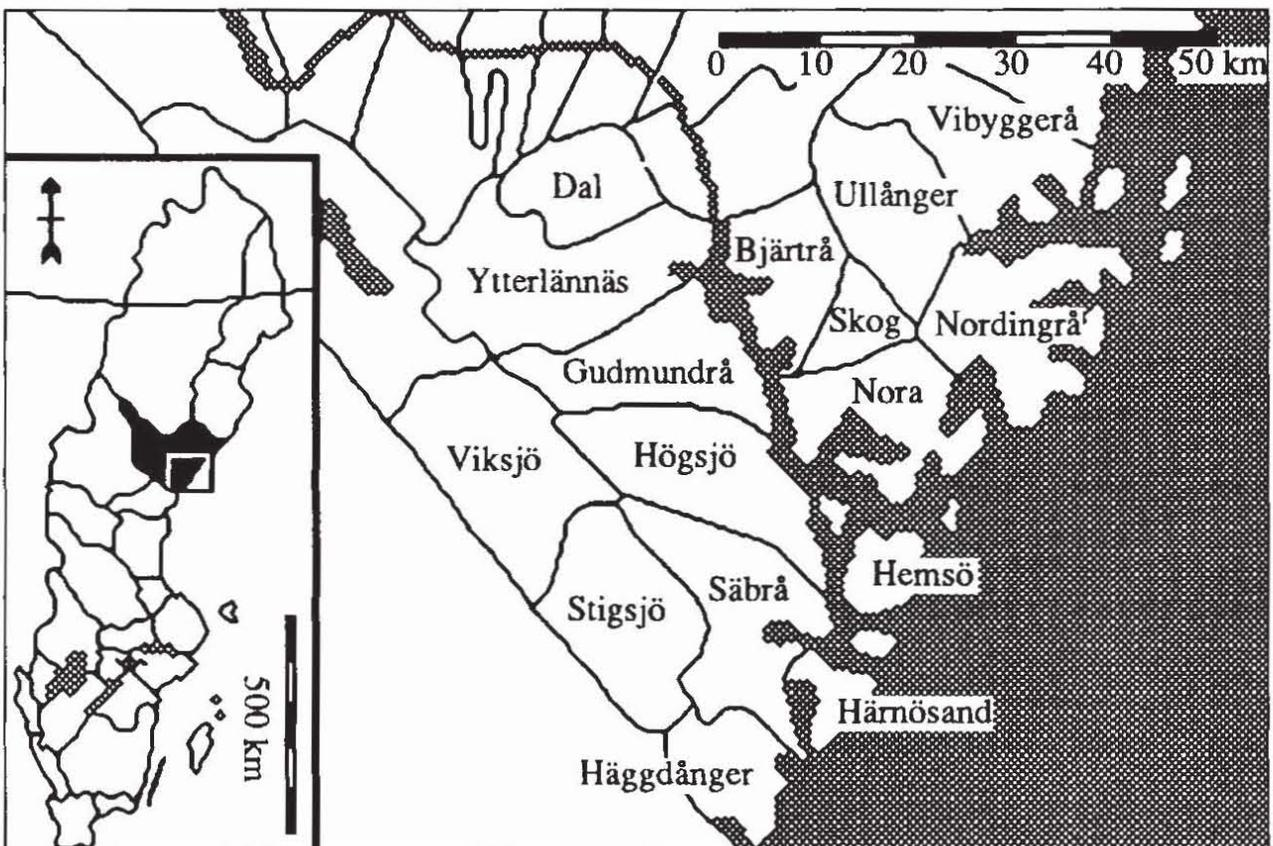 0 10 20 30 40 50 km
Vibyggerå
Dal
Ullånger
Bjärtrå
Ytterlännäs
Skog
Nordingrå
Gudmundrå
Nora
Viksjö
Högsjö
Hemsö
Säbrå
Stigsjö
Härnösand
Häggdånger
500 km